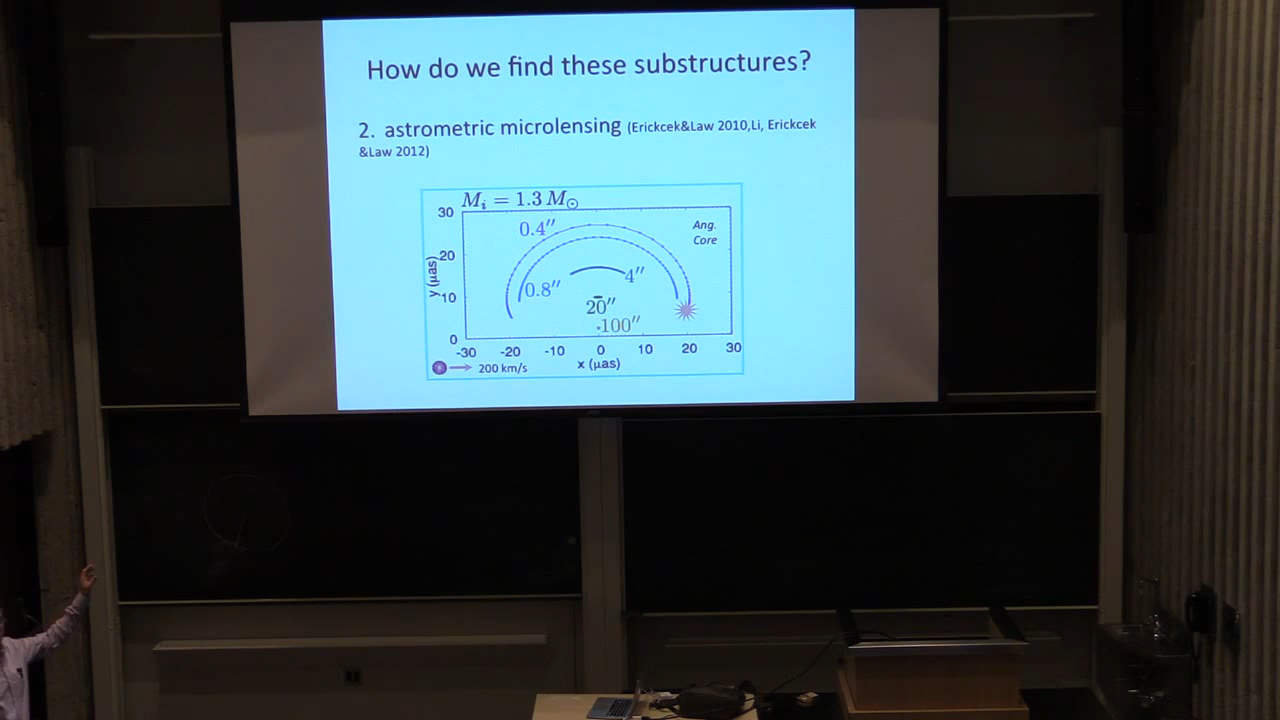 How do we find these substructures?
2. astrometric microlensing (Erickcek&Law 2010,Li, Erickcek
&Law 2012)
M_i = 1.3 M_⊙
30
0.4″
Ang.
Core
20
y (μas)
4″
0.8″
10
20″
100″
0
-30 -20 -10 0 10 20 30
x (μas)
200 km/s